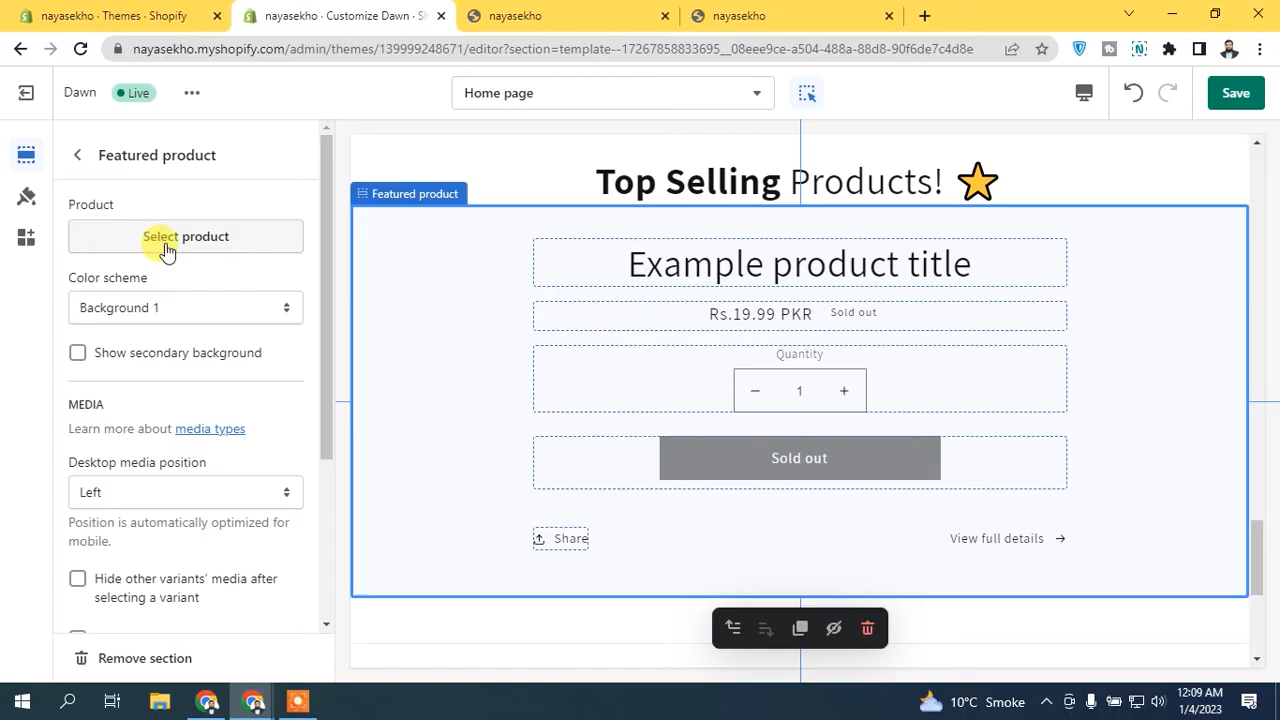 nayasekho - Themes - Shopify
nayasekho - Customize Dawn - S
nayasekho
nayasekho
nayasekho.myshopify.com/admin/themes/139999248671/editor?section=template--17267858833695__08cee9ce-a504-488a-88d8-90f6de7c4d8e
Dawn
Live
Home page
Save
Featured product
Product
Select product
Color scheme
Background 1
Show secondary background
MEDIA
Learn more about media types
Desktop media position
Left
Position is automatically optimized for
mobile.
Hide other variants’ media after
selecting a variant
Remove section
Top Selling Products!
Featured product
Example product title
Rs.19.99 PKR Sold out
Quantity
1
Sold out
Share
View full details
10°C Smoke
12:09 AM
1/4/2023